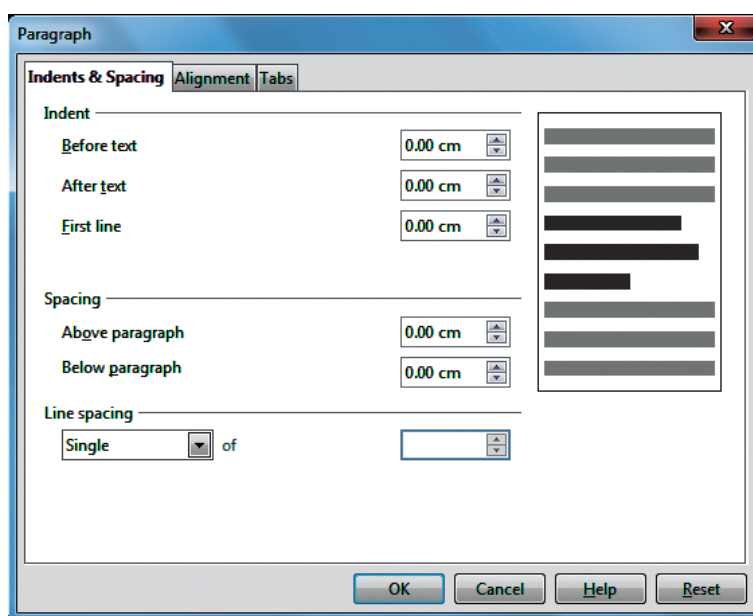 Paragraph
x
Indents & Spacing Alignment Tabs
Indent
Before text 0.00 cm
After text 0.00 cm
First line 0.00 cm
Spacing
Above paragraph 0.00 cm
Below paragraph 0.00 cm
Line spacing
Single of
OK Cancel Help Reset